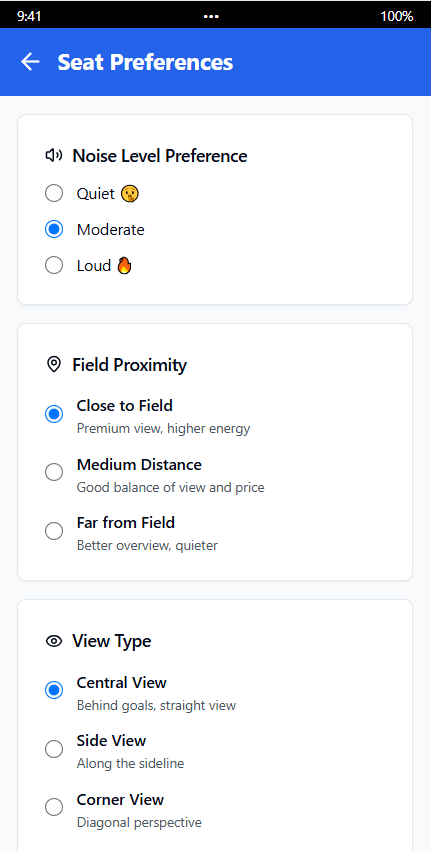 9:41 ••• 100%
Seat Preferences
Noise Level Preference
Quiet 🤫
Moderate
Loud 🔥
Field Proximity
Close to Field
Premium view, higher energy
Medium Distance
Good balance of view and price
Far from Field
Better overview, quieter
View Type
Central View
Behind goals, straight view
Side View
Along the sideline
Corner View
Diagonal perspective